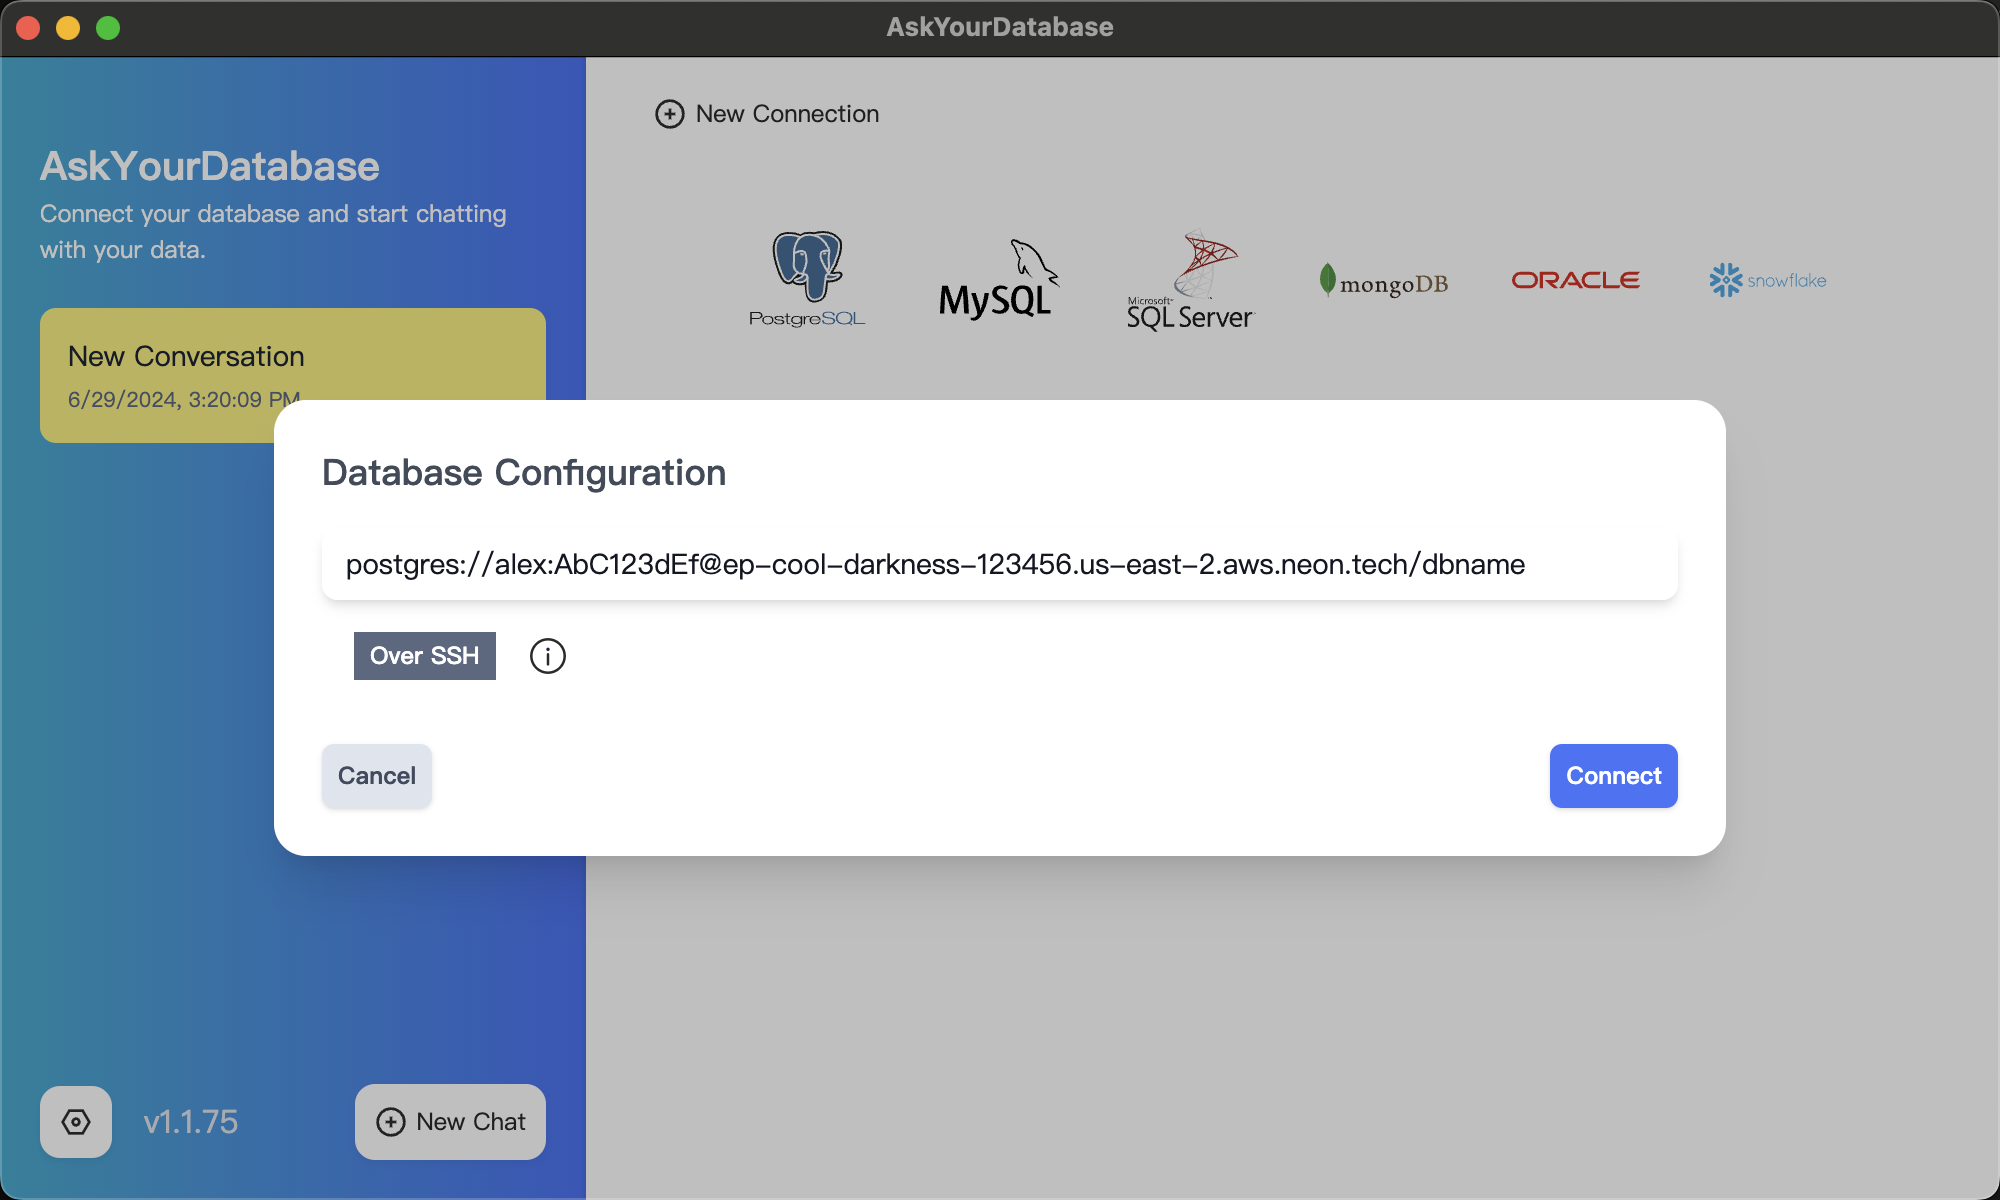 AskYourDatabase
AskYourDatabase
Connect your database and start chatting
with your data.
New Conversation
6/29/2024, 3:20:09 PM
New Connection
PostgreSQL
MySQL
Microsoft
SQL Server
mongoDB
ORACLE
snowflake
Database Configuration
postgres://alex:AbC123dEf@ep-cool-darkness-123456.us-east-2.aws.neon.tech/dbname
Over SSH
Cancel
Connect
v1.1.75
New Chat